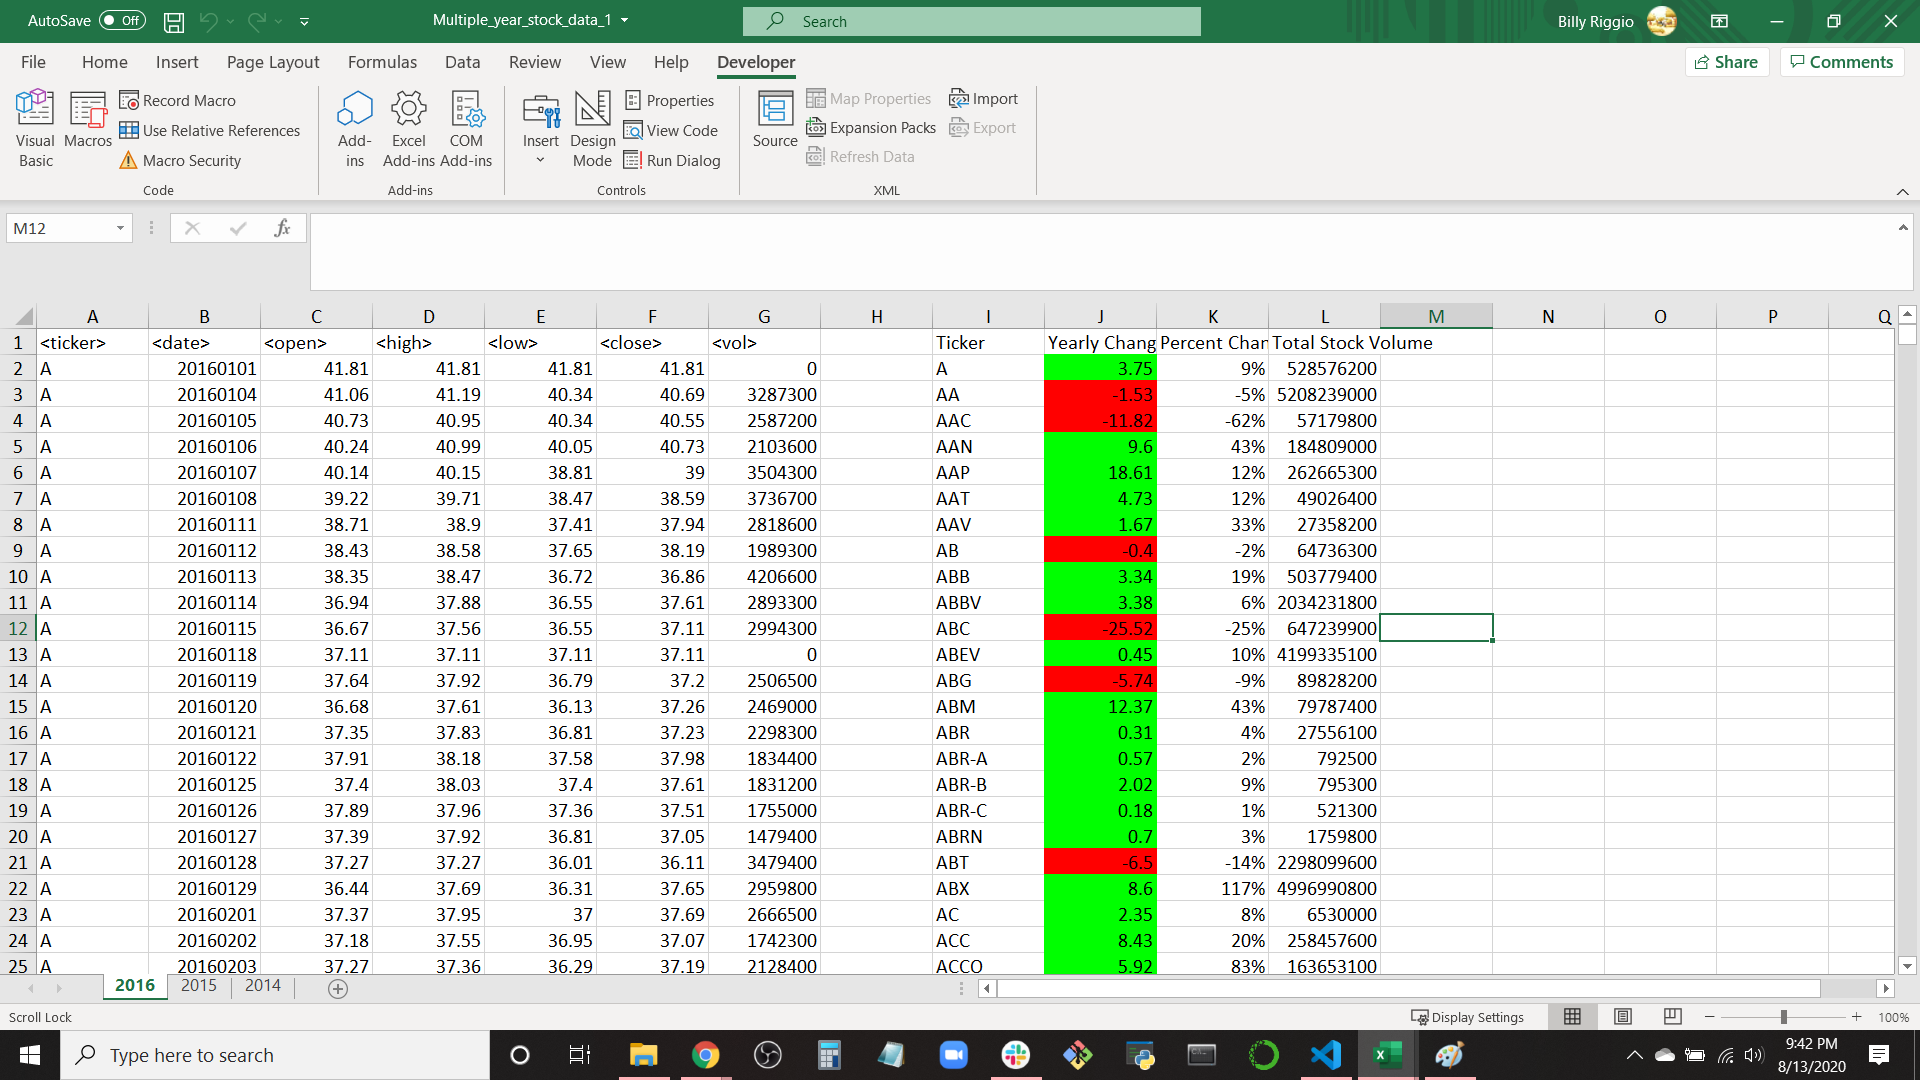 AutoSave Off Multiple_year_stock_data_1 Search Billy Riggio
File Home Insert Page Layout Formulas Data Review View Help Developer Share Comments
Visual Basic Macros Record Macro Use Relative References Macro Security Code
Add-ins Excel Add-ins COM Add-ins Add-ins
Insert Design Mode Properties View Code Run Dialog Controls
Source Map Properties Expansion Packs Refresh Data Import Export XML
M12 fx
A B C D E F G H I J K L M N O P Q
1 <ticker> <date> <open> <high> <low> <close> <vol> Ticker Yearly Chang Percent Chan Total Stock Volume
2 A 20160101 41.81 41.81 41.81 41.81 0 A 3.75 9% 528576200
3 A 20160104 41.06 41.19 40.34 40.69 3287300 AA -1.53 -5% 5208239000
4 A 20160105 40.73 40.95 40.34 40.55 2587200 AAC -11.82 -62% 57179800
5 A 20160106 40.24 40.99 40.05 40.73 2103600 AAN 9.6 43% 184809000
6 A 20160107 40.14 40.15 38.81 39 3504300 AAP 18.61 12% 262665300
7 A 20160108 39.22 39.71 38.47 38.59 3736700 AAT 4.73 12% 49026400
8 A 20160111 38.71 38.9 37.41 37.94 2818600 AAV 1.67 33% 27358200
9 A 20160112 38.43 38.58 37.65 38.19 1989300 AB -0.4 -2% 64736300
10 A 20160113 38.35 38.47 36.72 36.86 4206600 ABB 3.34 19% 503779400
11 A 20160114 36.94 37.88 36.55 37.61 2893300 ABBV 3.38 6% 2034231800
12 A 20160115 36.67 37.56 36.55 37.11 2994300 ABC -25.52 -25% 647239900
13 A 20160118 37.11 37.11 37.11 37.11 0 ABEV 0.45 10% 4199335100
14 A 20160119 37.64 37.92 36.79 37.2 2506500 ABG -5.74 -9% 89828200
15 A 20160120 36.68 37.61 36.13 37.26 2469000 ABM 12.37 43% 79787400
16 A 20160121 37.35 37.83 36.81 37.23 2298300 ABR 0.31 4% 27556100
17 A 20160122 37.91 38.18 37.58 37.98 1834400 ABR-A 0.57 2% 792500
18 A 20160125 37.4 38.03 37.4 37.61 1831200 ABR-B 2.02 9% 795300
19 A 20160126 37.89 37.96 37.36 37.51 1755000 ABR-C 0.18 1% 521300
20 A 20160127 37.39 37.92 36.81 37.05 1479400 ABRN 0.7 3% 1759800
21 A 20160128 37.27 37.27 36.01 36.11 3479400 ABT -6.5 -14% 2298099600
22 A 20160129 36.44 37.69 36.31 37.65 2959800 ABX 8.6 117% 4996990800
23 A 20160201 37.37 37.95 37 37.69 2666500 AC 2.35 8% 6530000
24 A 20160202 37.18 37.55 36.95 37.07 1742300 ACC 8.43 20% 258457600
25 A 20160203 37.27 37.36 36.29 37.19 2128400 ACCO 5.92 83% 163653100
2016 2015 2014
Scroll Lock Display Settings 100%
Type here to search 9:42 PM
8/13/2020